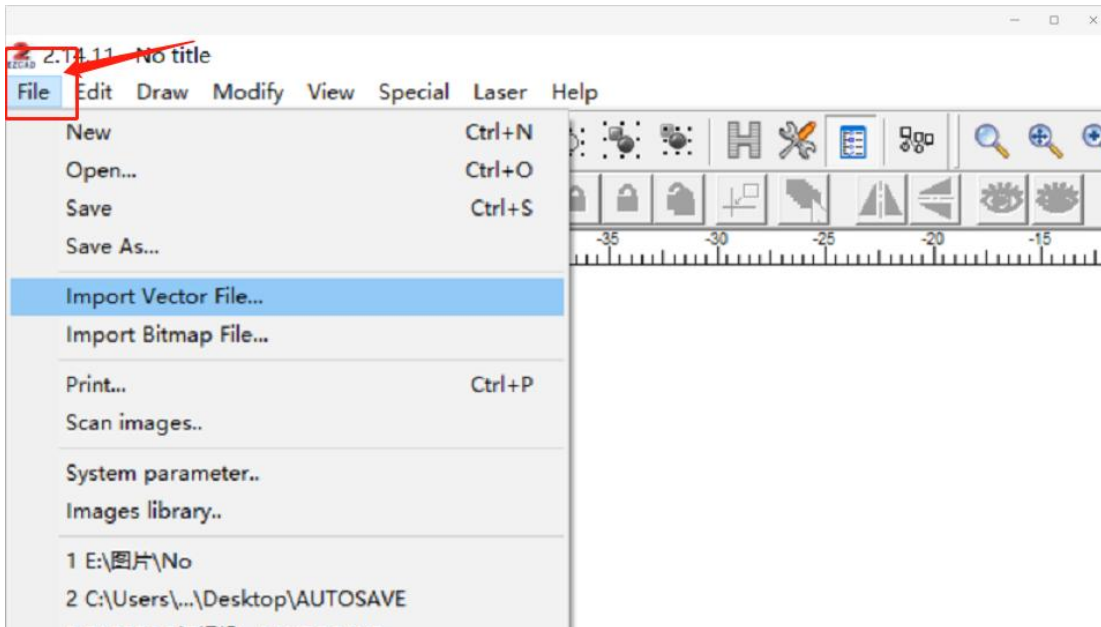 EZCAD 2.14.11 No title
File Edit Draw Modify View Special Laser Help
New Ctrl+N
Open... Ctrl+O
Save Ctrl+S
Save As...
-35 -30 -25 -20 -15
Import Vector File...
Import Bitmap File...
Print... Ctrl+P
Scan images..
System parameter..
Images library..
1 E:\图片\No
2 C:\Users\...\Desktop\AUTOSAVE